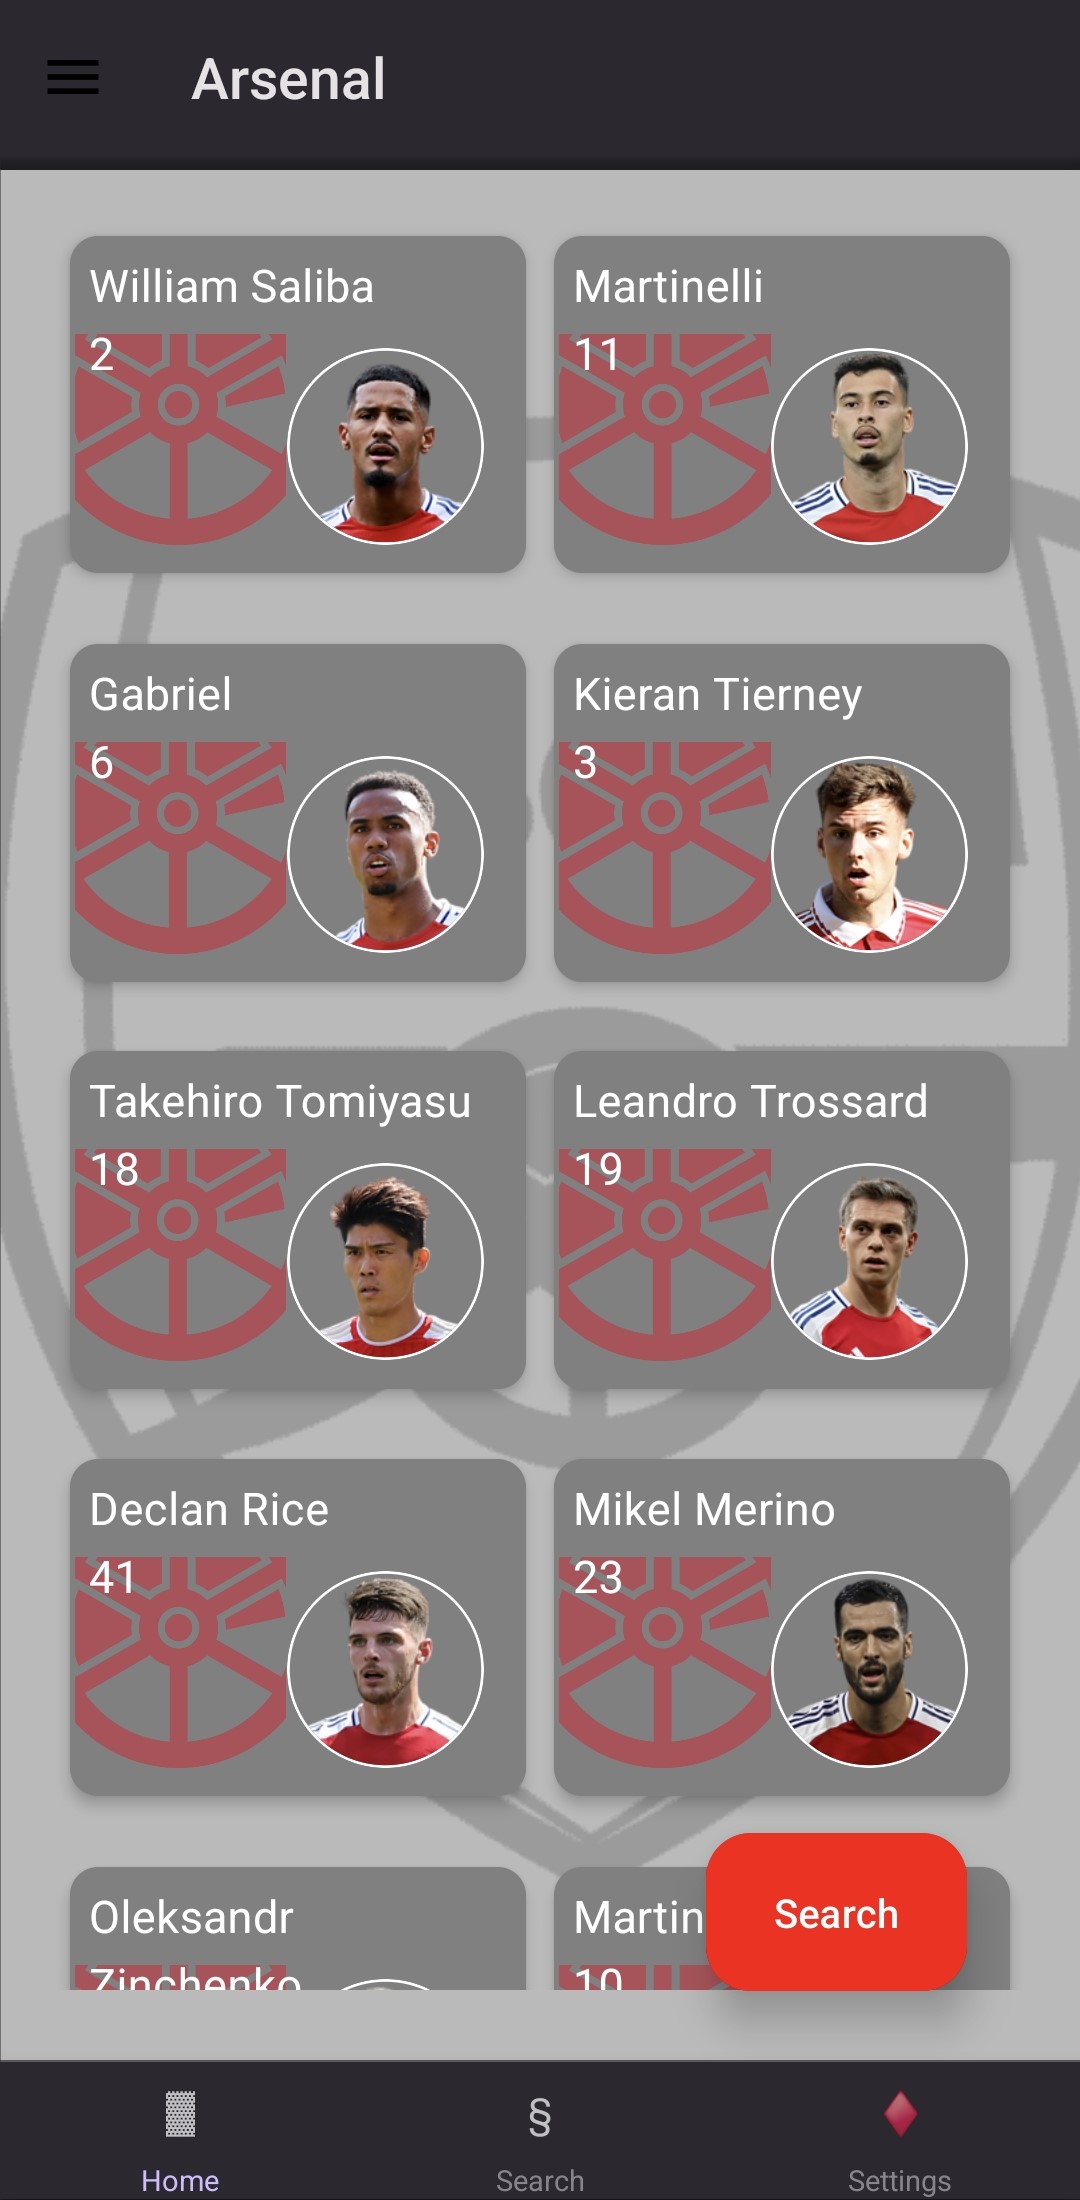 Arsenal
William Saliba
2
Martinelli
11
Gabriel
6
Kieran Tierney
3
Takehiro Tomiyasu
18
Leandro Trossard
19
Declan Rice
41
Mikel Merino
23
Oleksandr
Zinchenko
Martin
10
Search
§
Home
Search
Settings